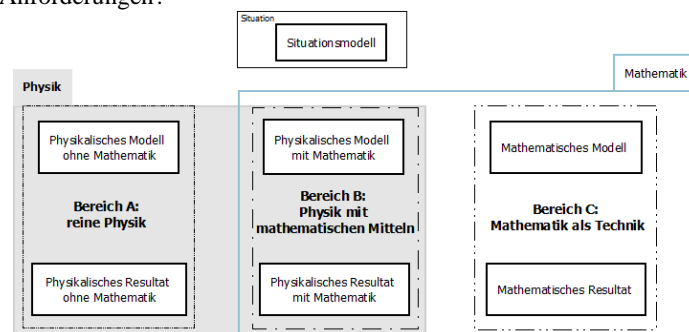 Anforderungen?
Situation
Situationsmodell
Mathematik
Physik
Physikalisches Modell
ohne Mathematik
Physikalisches Modell
mit Mathematik
Mathematisches Modell
Bereich A:
reine Physik
Bereich B:
Physik mit
mathematischen Mitteln
Bereich C:
Mathematik als Technik
Physikalisches Resultat
ohne Mathematik
Physikalisches Resultat
mit Mathematik
Mathematisches Resultat